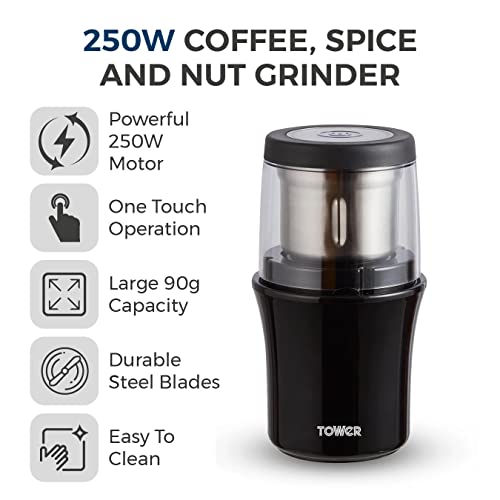 250W COFFEE, SPICE
AND NUT GRINDER
Powerful
250W
Motor
One Touch
Operation
Large 90g
Capacity
Durable
Steel Blades
Easy To
Clean
TOWER